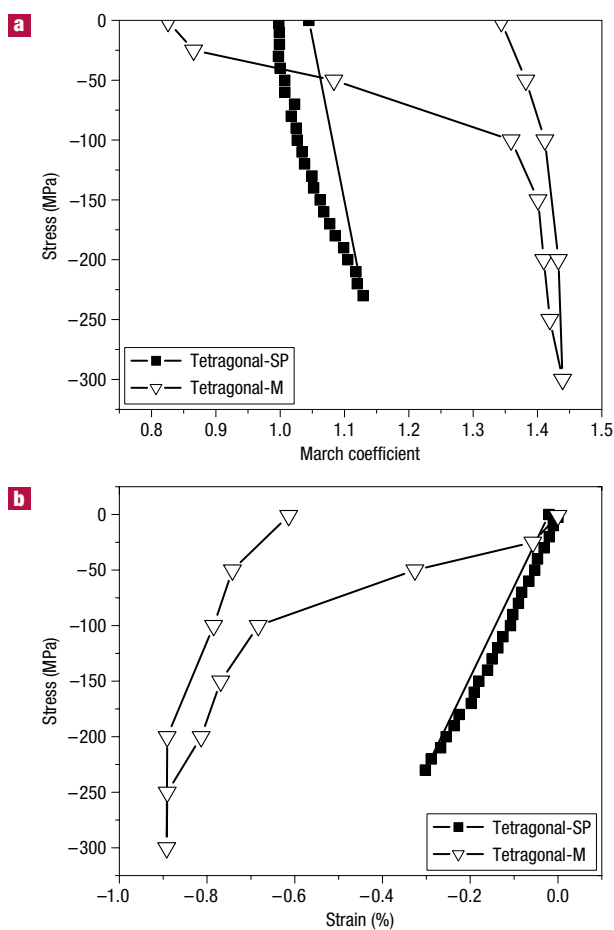 a
0
−50
−100
−150
−200
−250
−300
Stress (MPa)
Tetragonal-SP
Tetragonal-M
0.8 0.9 1.0 1.1 1.2 1.3 1.4 1.5
March coefficient
b
0
−50
−100
−150
−200
−250
−300
Stress (MPa)
Tetragonal-SP
Tetragonal-M
−1.0 −0.8 −0.6 −0.4 −0.2 0.0
Strain (%)